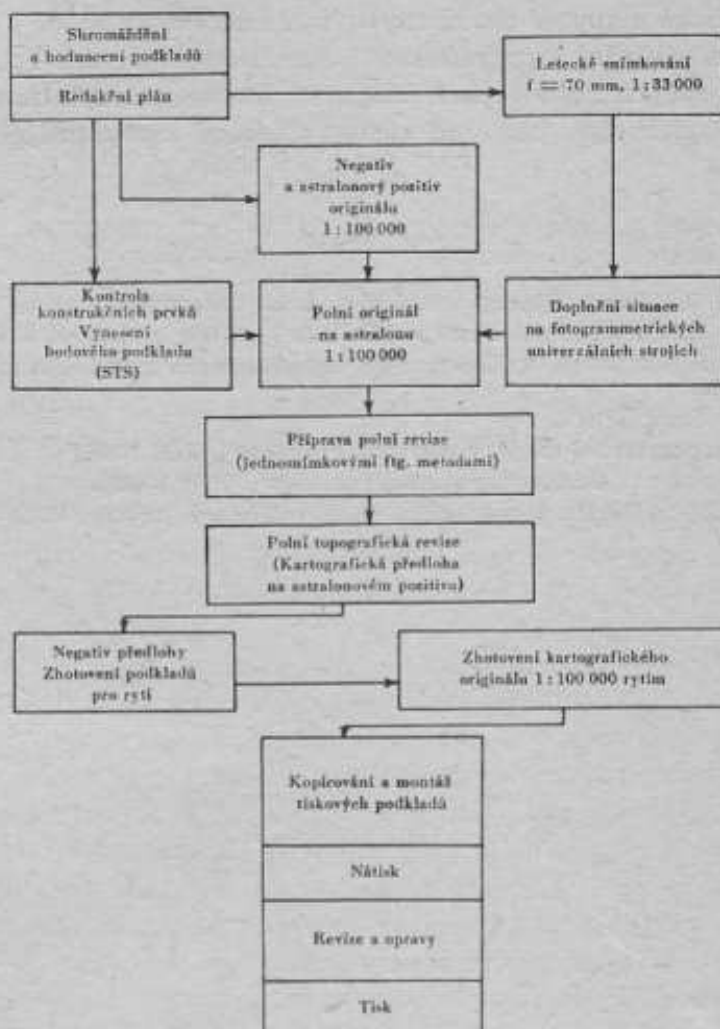 Shromáždění
a hodnocení podkladů
Redakční plán
Letecké snímkování
f = 70 mm, 1:33 000
Negativ
a astralonový pozitiv
originálu
1:100 000
Kontrola
konstrukčních prvků
Vynesení
bodového podkladu
(STS)
Polní originál
na astralonu
1:100 000
Doplnění situace
na fotogrammetrických
univerzálních strojích
Příprava polní revise
(jednosnímkovými ftg. metodami)
Polní topografická revise
(Kartografická předloha
na astralonovém pozitivu)
Negativ předlohy
Zhotovení podkladů
pro rytí
Zhotovení kartografického
originálu 1:100 000 rytím
Kopírování a montáž
tiskových podkladů
Nátisk
Revize a opravy
Tisk